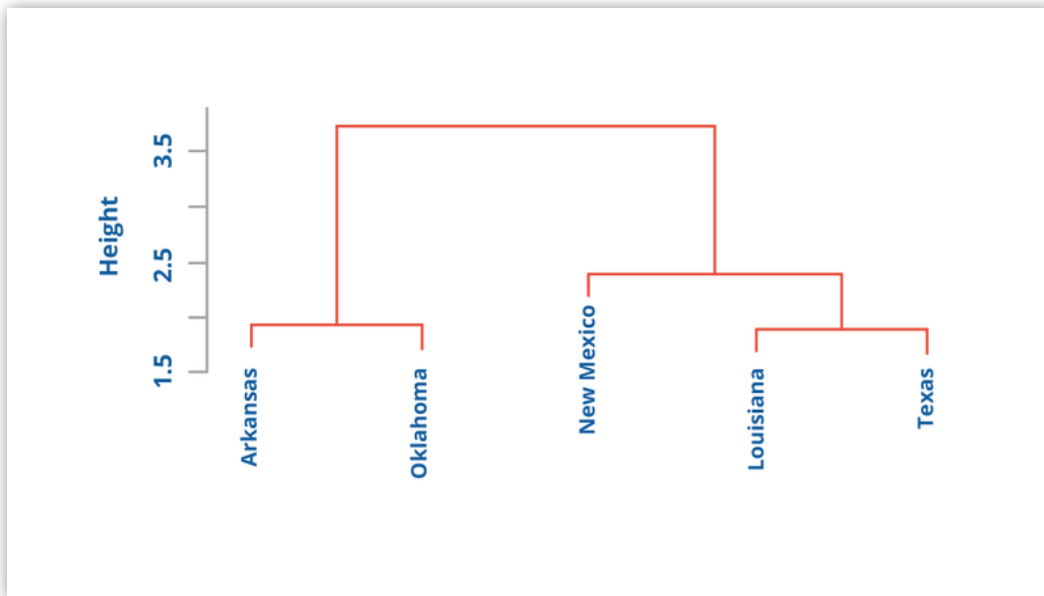 Height
3.5
2.5
1.5
Arkansas
Oklahoma
New Mexico
Louisiana
Texas